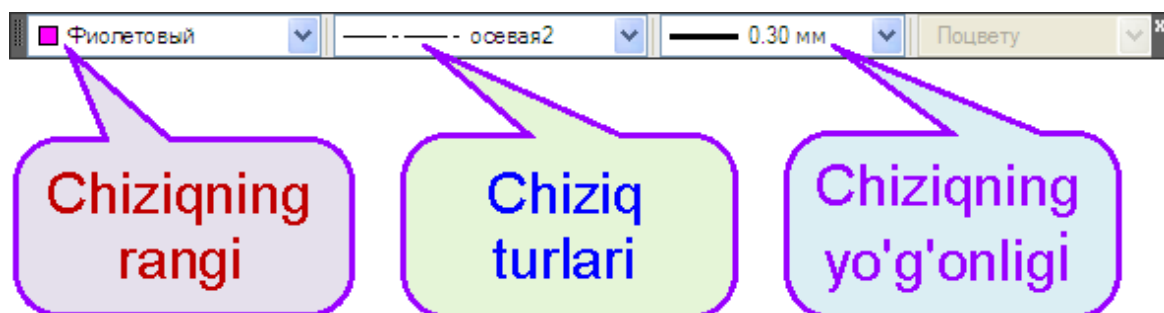 Фиолетовый осевая2 0.30 мм Поцвету
Chiziqning
rangi
Chiziq
turlari
Chiziqning
yo'g'onligi